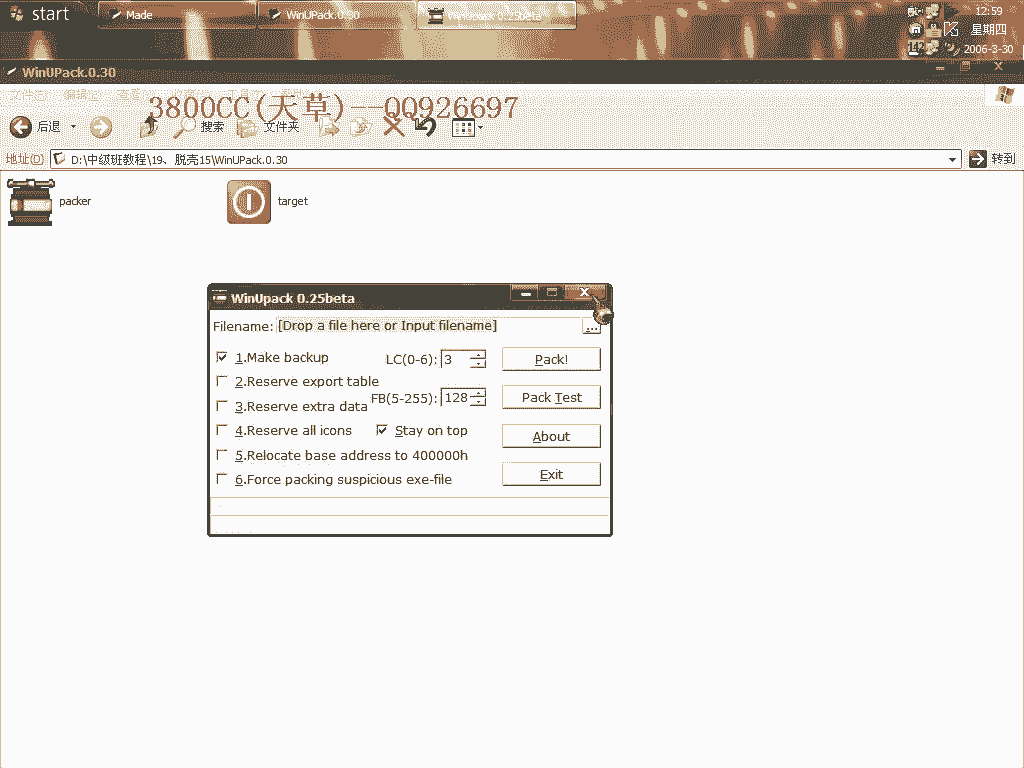 start
Made
WinUPack.0.30
WinUpack 0.25beta
12:59
星期四
142
2006-3-30
WinUPack.0.30
文件(F) 编辑(E) 查看(V) 收藏(A) 工具(T)
3800CC(天草)--QQ926697
后退
搜索
文件夹
地址(D)
D:\中级班教程\19、脱壳15\WinUPack.0.30
转到
packer
target
WinUpack 0.25beta
Filename: [Drop a file here or Input filename] ...
1.Make backup
LC(0-6): 3
Pack!
2.Reserve export table
FB(5-255): 128
Pack Test
3.Reserve extra data
4.Reserve all icons
Stay on top
About
5.Relocate base address to 400000h
6.Force packing suspicious exe-file
Exit